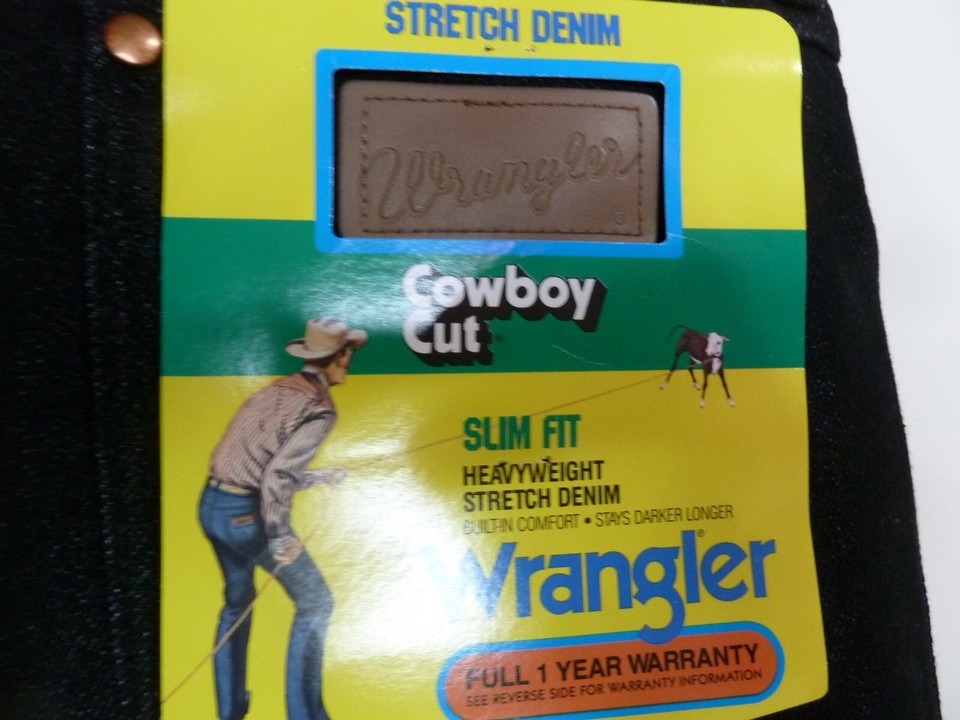 STRETCH DENIM
Wrangler
®
Cowboy
Cut®
SLIM FIT
HEAVYWEIGHT
STRETCH DENIM
BUILT-IN COMFORT • STAYS DARKER LONGER
Wrangler®
FULL 1 YEAR WARRANTY
SEE REVERSE SIDE FOR WARRANTY INFORMATION